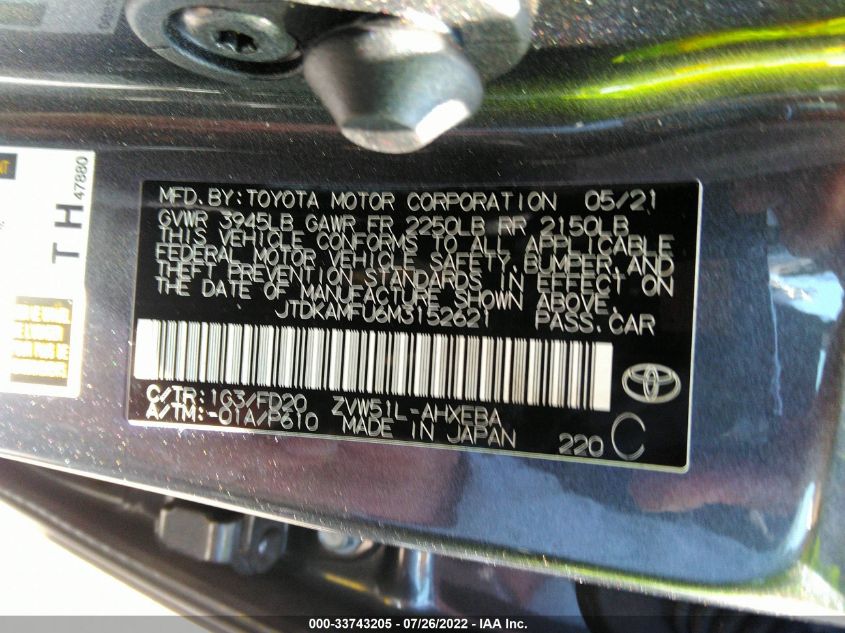 MFD.BY:TOYOTA MOTOR CORPORATION 05/21
GVWR 3945LB GAWR FR 2250LB RR 2150LB
THIS VEHICLE CONFORMS TO ALL APPLICABLE
FEDERAL MOTOR VEHICLE SAFETY, BUMPER, AND
THEFT PREVENTION STANDARDS IN EFFECT ON
THE DATE OF MANUFACTURE SHOWN ABOVE.
JTDKAMFU6M3152621 PASS.CAR
C/TR:1G3/FD20 ZVW51L-AHXEBA
A/TM:-01A/P610 MADE IN JAPAN 220 C
TH 47880
000-33743205 - 07/26/2022 - IAA Inc.